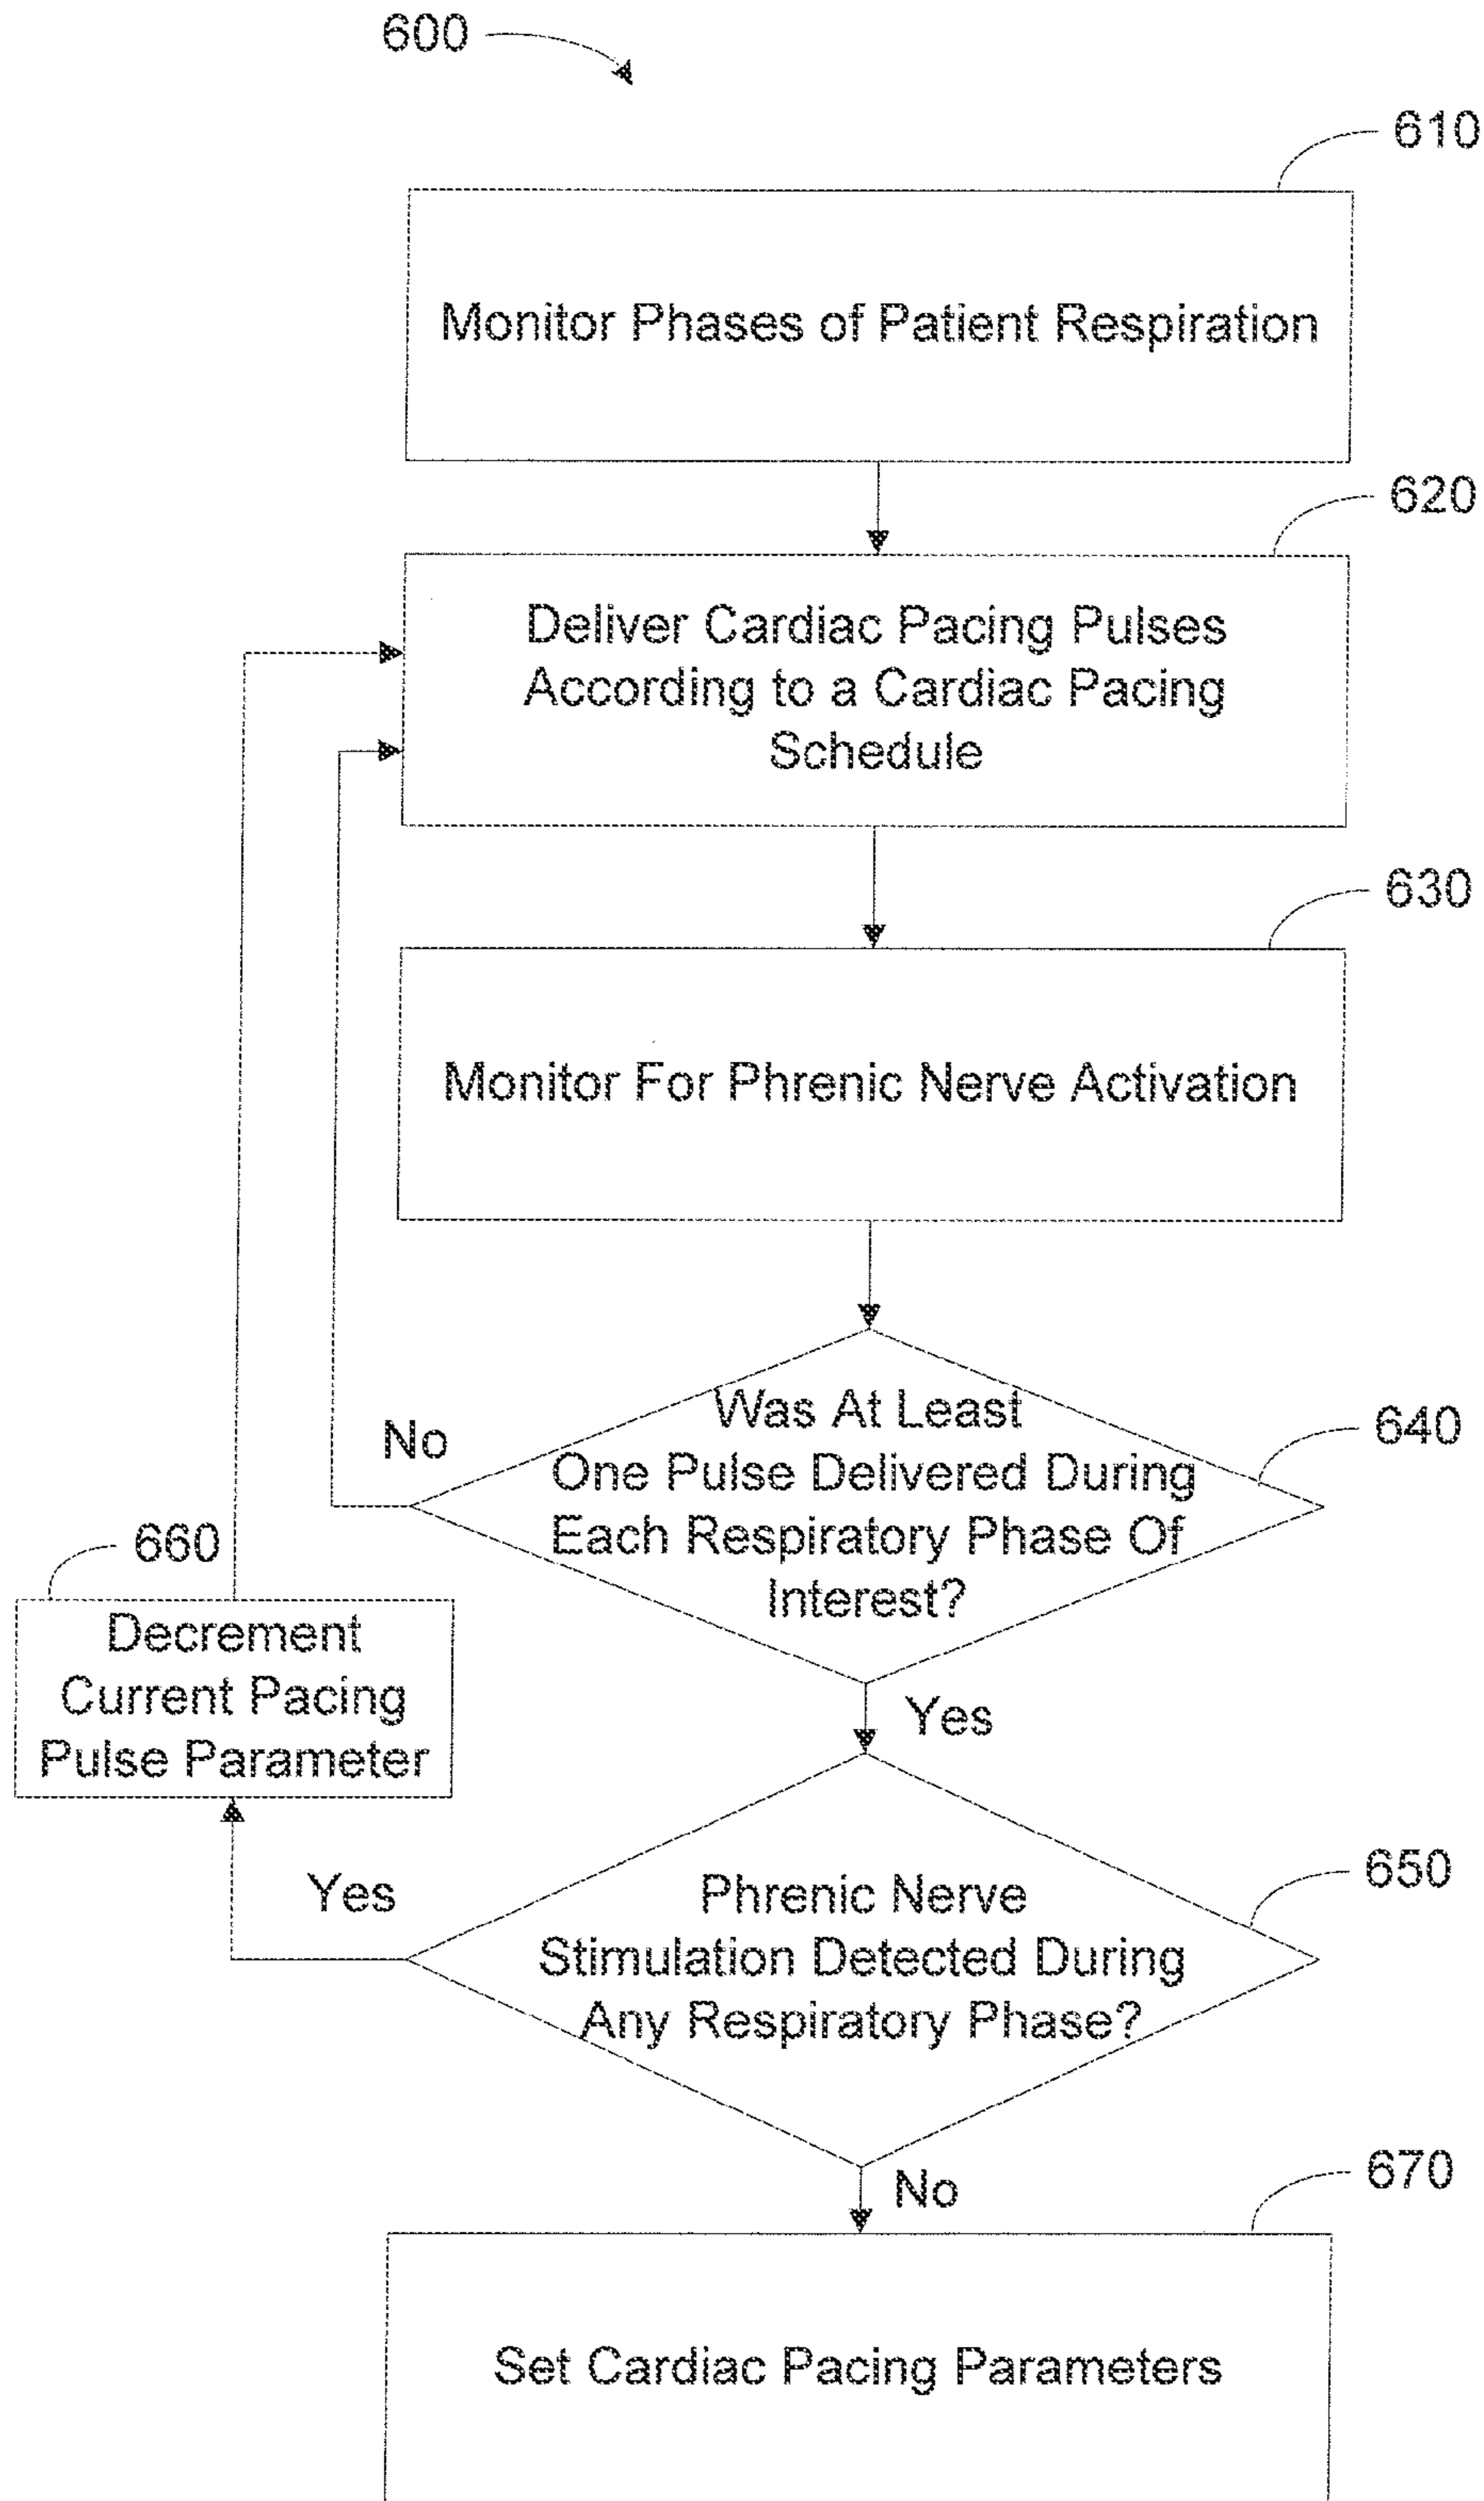 600
610
Monitor Phases of Patient Respiration
620
Deliver Cardiac Pacing Pulses
According to a Cardiac Pacing
Schedule
630
Monitor For Phrenic Nerve Activation
640
Was At Least
One Pulse Delivered During
Each Respiratory Phase Of
Interest?
No
Yes
660
Decrement
Current Pacing
Pulse Parameter
650
Phrenic Nerve
Stimulation Detected During
Any Respiratory Phase?
Yes
No
670
Set Cardiac Pacing Parameters